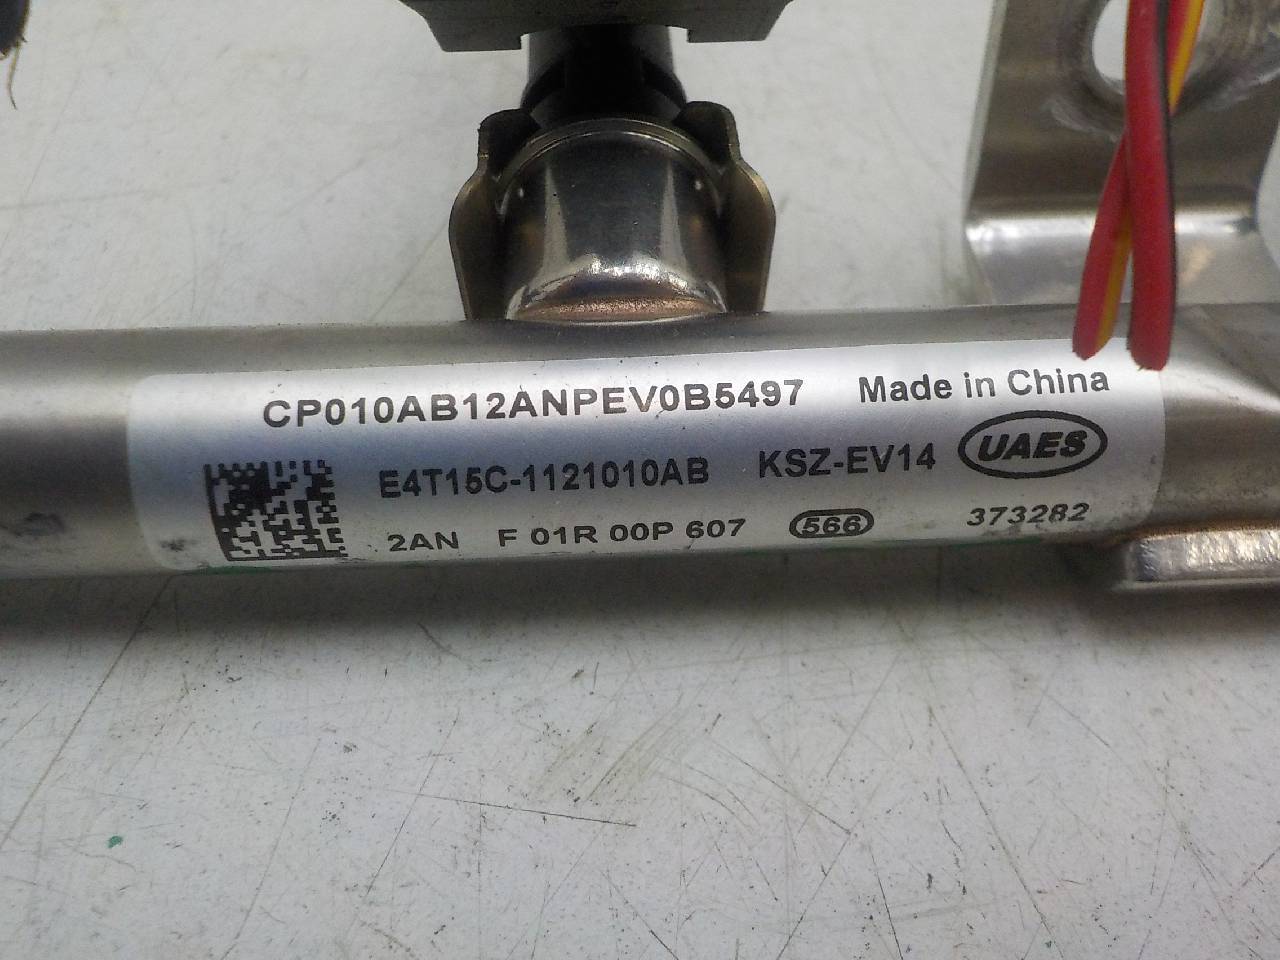 CP010AB12ANPEV0B5497 Made in China
E4T15C-1121010AB KSZ-EV14 UAES
2AN F 01R 00P 607 566 373282